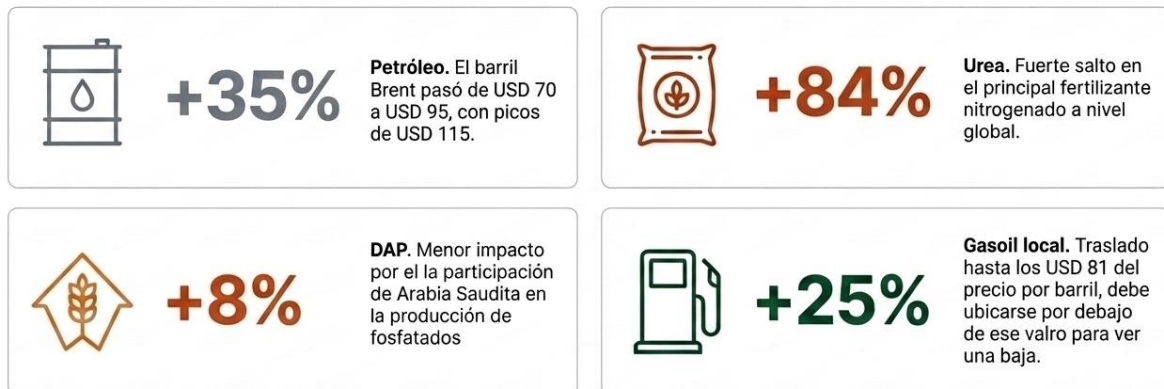 +35%
Petróleo. El barril
Brent pasó de USD 70
a USD 95, con picos
de USD 115.
+84%
Urea. Fuerte salto en
el principal fertilizante
nitrogenado a nivel
global.
+8%
DAP. Menor impacto
por el la participación
de Arabia Saudita en
la producción de
fosfatados
+25%
Gasoil local. Traslado
hasta los USD 81 del
precio por barril, debe
ubicarse por debajo
de ese valro para ver
una baja.